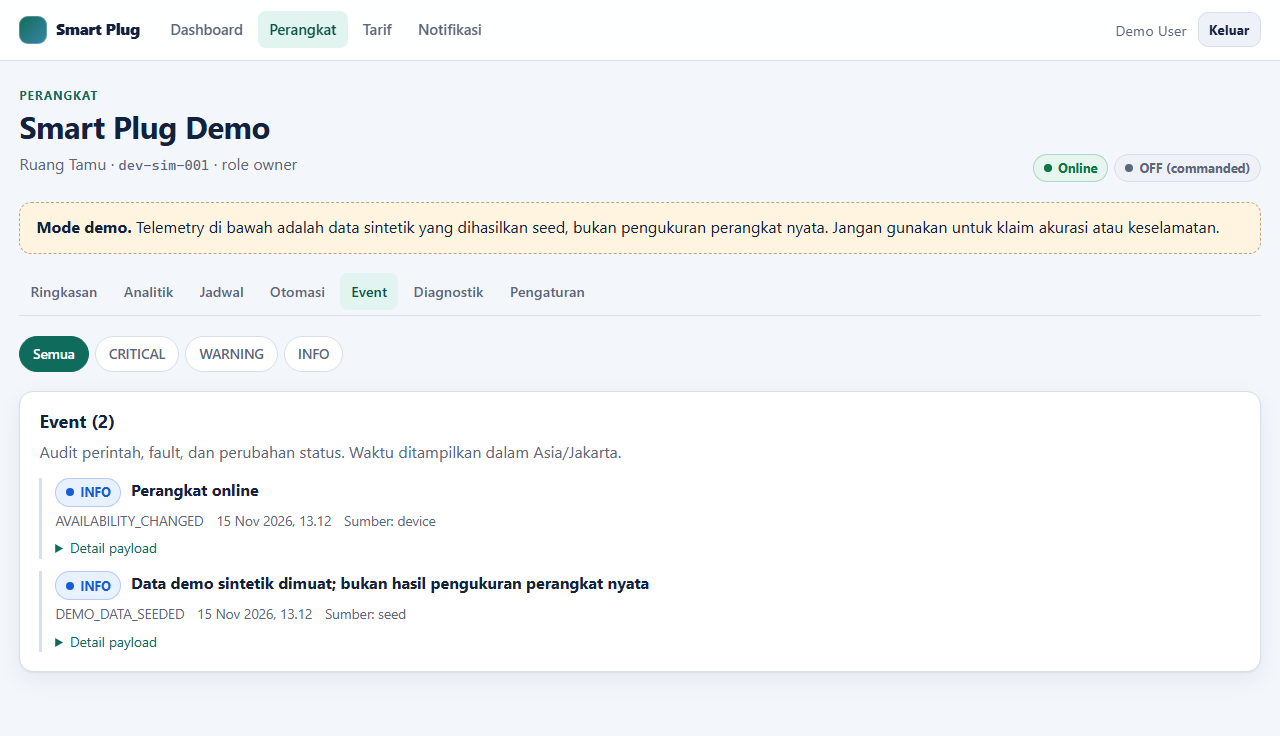 Smart Plug Dashboard Perangkat Tarif Notifikasi Demo User Keluar
PERANGKAT
Smart Plug Demo
Ruang Tamu · dev-sim-001 · role owner
Online OFF (commanded)
Mode demo. Telemetry di bawah adalah data sintetik yang dihasilkan seed, bukan pengukuran perangkat nyata. Jangan gunakan untuk klaim akurasi atau keselamatan.
Ringkasan Analitik Jadwal Otomasi Event Diagnostik Pengaturan
Semua CRITICAL WARNING INFO
Event (2)
Audit perintah, fault, dan perubahan status. Waktu ditampilkan dalam Asia/Jakarta.
INFO Perangkat online
AVAILABILITY_CHANGED 15 Nov 2026, 13.12 Sumber: device
Detail payload
INFO Data demo sintetik dimuat; bukan hasil pengukuran perangkat nyata
DEMO_DATA_SEEDED 15 Nov 2026, 13.12 Sumber: seed
Detail payload